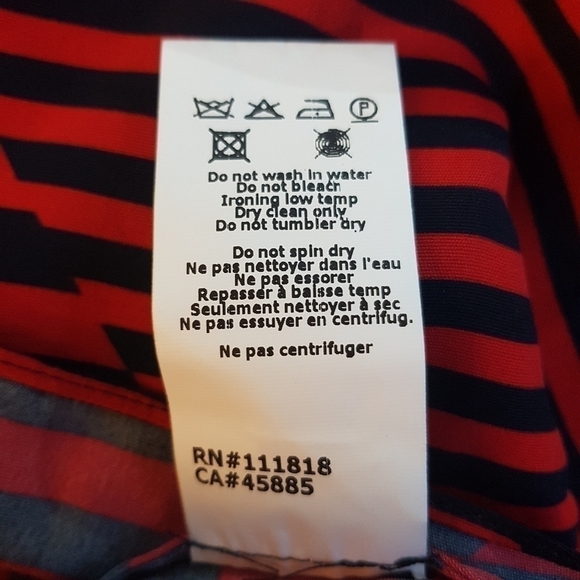 P
Do not wash in water
Do not bleach
Ironing low temp
Dry clean only
Do not tumbler dry
Do not spin dry
Ne pas nettoyer dans l'eau
Ne pas essorer
Repasser à baisse temp
Seulement nettoyer à sec
Ne pas essuyer en centrifug.
Ne pas centrifuger
RN#111818
CA#45885